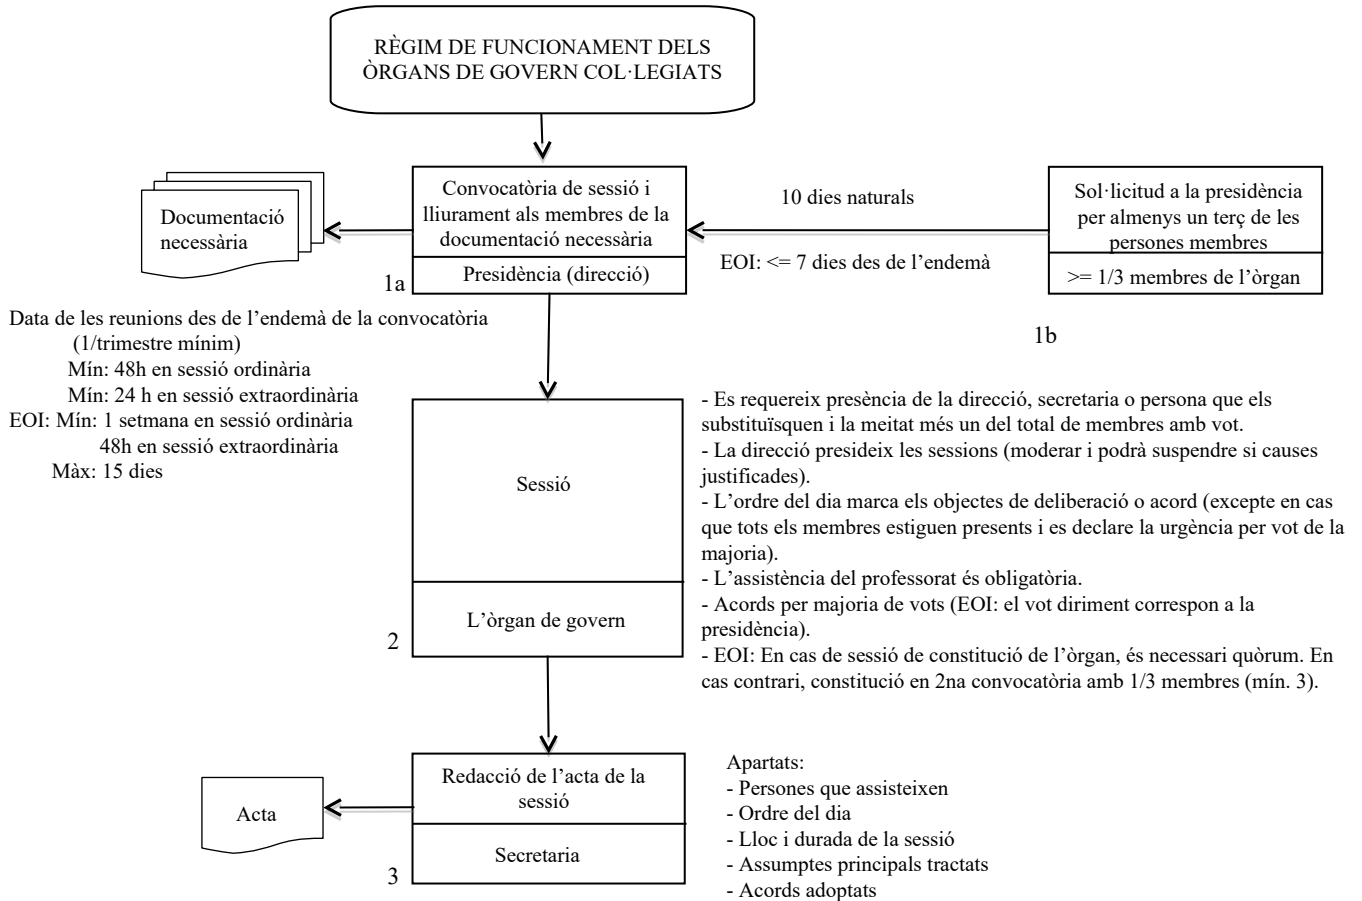 RÈGIM DE FUNCIONAMENT DELS
ÒRGANS DE GOVERN COL·LEGIATS
Documentació
necessària
Convocatòria de sessió i
lliurament als membres de la
documentació necessària
Presidència (direcció)
1a
10 dies naturals
EOI: <= 7 dies des de l’endemà
Sol·licitud a la presidència
per almenys un terç de les
persones membres
>= 1/3 membres de l’òrgan
1b
Data de les reunions des de l’endemà de la convocatòria
(1/trimestre mínim)
Mín: 48h en sessió ordinària
Mín: 24 h en sessió extraordinària
EOI: Mín: 1 setmana en sessió ordinària
48h en sessió extraordinària
Màx: 15 dies
Sessió
L’òrgan de govern
2
- Es requereix presència de la direcció, secretaria o persona que els
substituïsquen i la meitat més un del total de membres amb vot.
- La direcció presideix les sessions (moderar i podrà suspendre si causes
justificades).
- L’ordre del dia marca els objectes de deliberació o acord (excepte en cas
que tots els membres estiguen presents i es declare la urgència per vot de la
majoria).
- L’assistència del professorat és obligatòria.
- Acords per majoria de vots (EOI: el vot diriment correspon a la
presidència).
- EOI: En cas de sessió de constitució de l’òrgan, és necessari quòrum. En
cas contrari, constitució en 2na convocatòria amb 1/3 membres (mín. 3).
Acta
Redacció de l’acta de la
sessió
Secretaria
3
Apartats:
- Persones que assisteixen
- Ordre del dia
- Lloc i durada de la sessió
- Assumptes principals tractats
- Acords adoptats